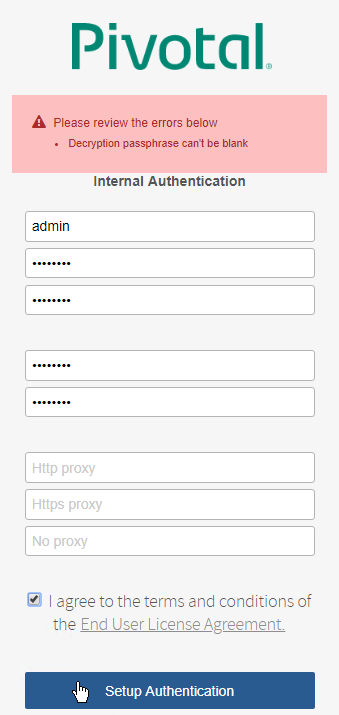 Pivotal®
Please review the errors below
• Decryption passphrase can't be blank
Internal Authentication
admin
••••••••
••••••••
••••••••
••••••••
Http proxy
Https proxy
No proxy
I agree to the terms and conditions of
the End User License Agreement.
Setup Authentication